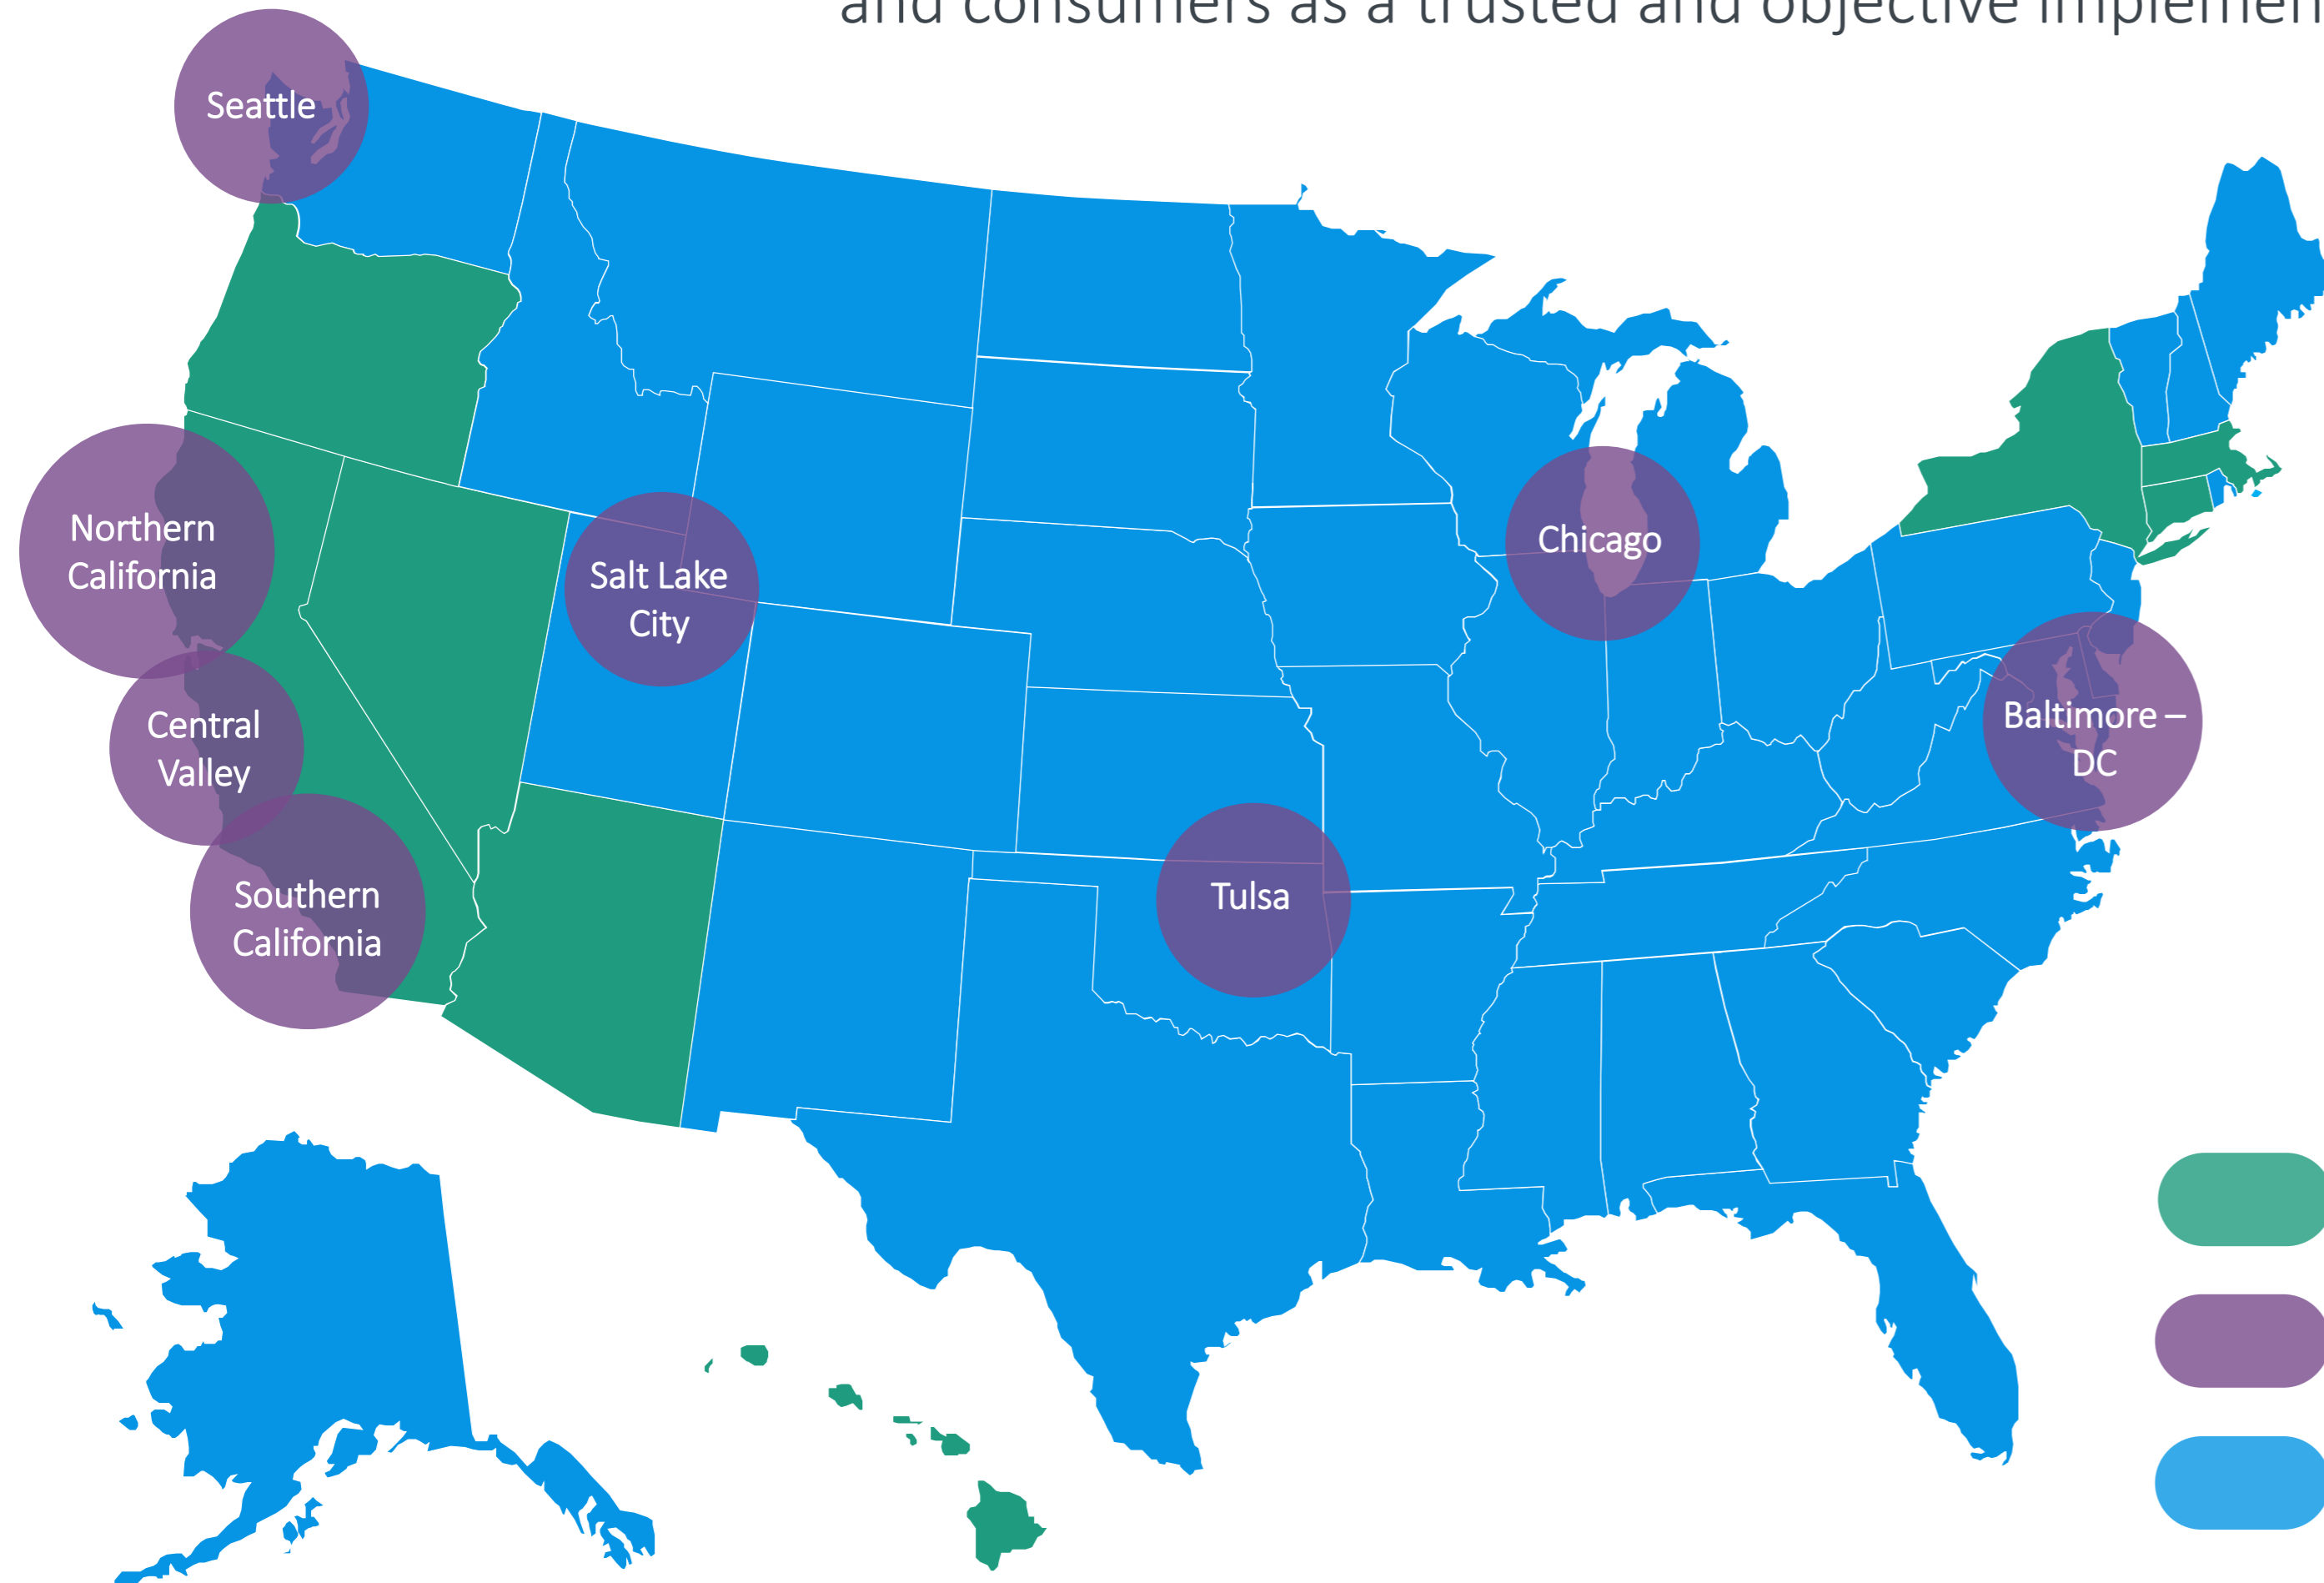 and consumers as a trusted and objective implemen
Seattle
Northern
California
Salt Lake
City
Chicago
Central
Valley
Baltimore –
DC
Southern
California
Tulsa